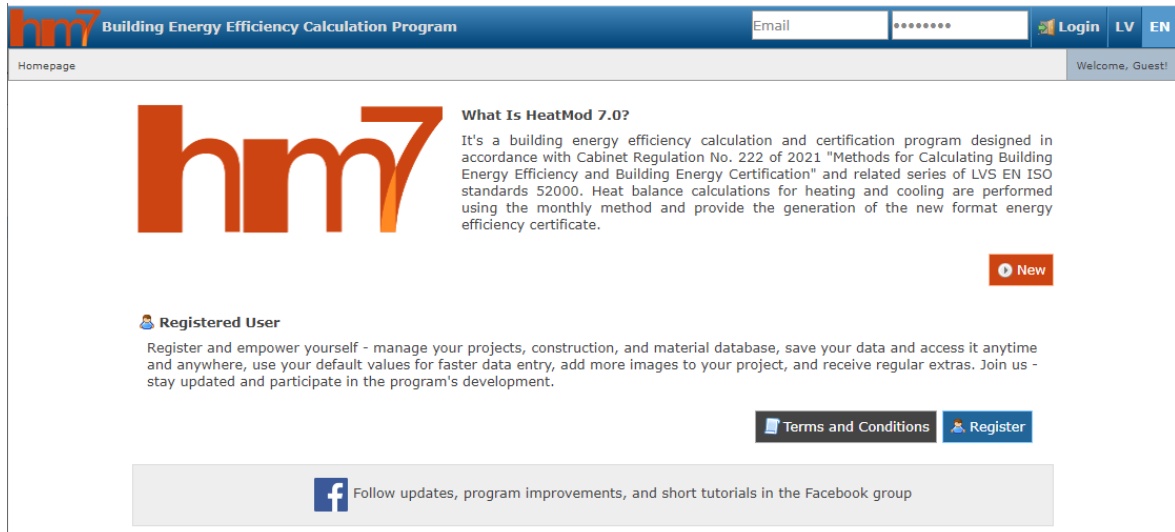 hm7 Building Energy Efficiency Calculation Program Email •••••••• Login LV EN
Homepage Welcome, Guest!
hm7
What Is HeatMod 7.0?
It's a building energy efficiency calculation and certification program designed in
accordance with Cabinet Regulation No. 222 of 2021 "Methods for Calculating Building
Energy Efficiency and Building Energy Certification" and related series of LVS EN ISO
standards 52000. Heat balance calculations for heating and cooling are performed
using the monthly method and provide the generation of the new format energy
efficiency certificate.
New
Registered User
Register and empower yourself - manage your projects, construction, and material database, save your data and access it anytime
and anywhere, use your default values for faster data entry, add more images to your project, and receive regular extras. Join us -
stay updated and participate in the program's development.
Terms and Conditions Register
Follow updates, program improvements, and short tutorials in the Facebook group